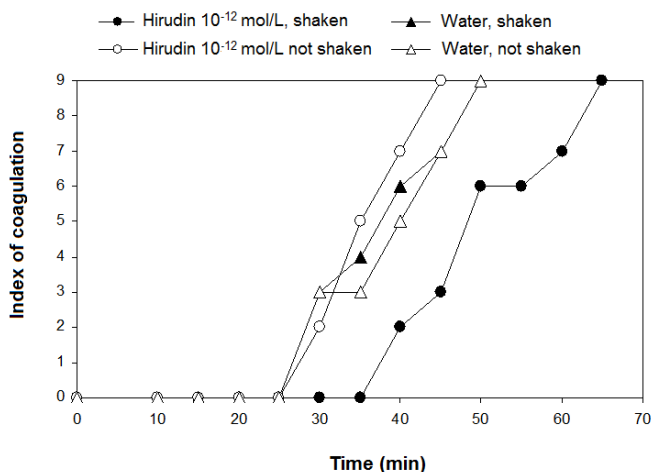 Hirudin 10-12 mol/L, shaken
Water, shaken
Hirudin 10-12 mol/L not shaken
Water, not shaken
9
8
7
6
5
4
3
2
1
0
Index of coagulation
0 10 20 30 40 50 60 70
Time (min)